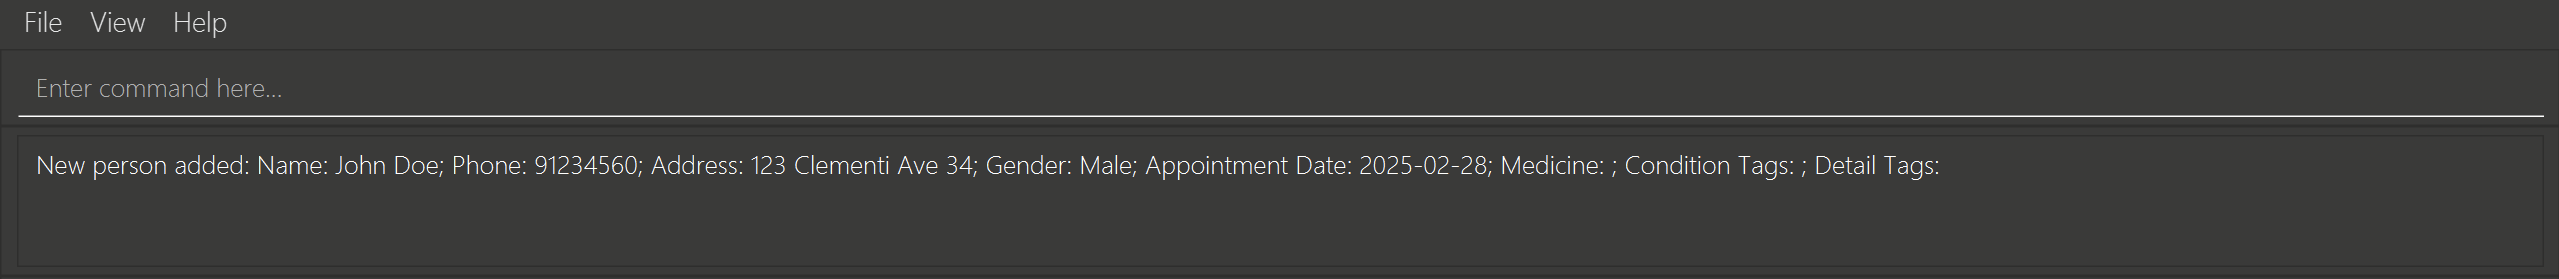 File View Help
Enter command here...
New person added: Name: John Doe; Phone: 91234560; Address: 123 Clementi Ave 34; Gender: Male; Appointment Date: 2025-02-28; Medicine: ; Condition Tags: ; Detail Tags: